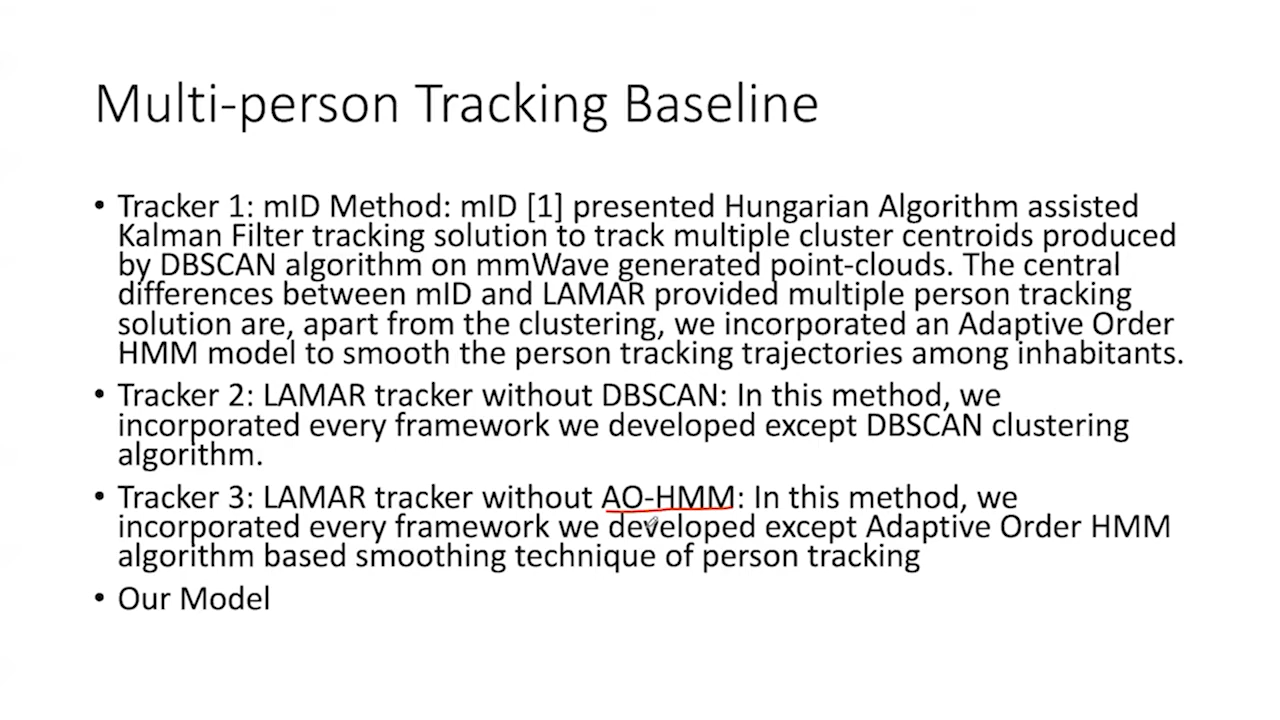 Multi-person Tracking Baseline
• Tracker 1: mID Method: mID [1] presented Hungarian Algorithm assisted
Kalman Filter tracking solution to track multiple cluster centroids produced
by DBSCAN algorithm on mmWave generated point-clouds. The central
differences between mID and LAMAR provided multiple person tracking
solution are, apart from the clustering, we incorporated an Adaptive Order
HMM model to smooth the person tracking trajectories among inhabitants.
• Tracker 2: LAMAR tracker without DBSCAN: In this method, we
incorporated every framework we developed except DBSCAN clustering
algorithm.
• Tracker 3: LAMAR tracker without AO-HMM: In this method, we
incorporated every framework we developed except Adaptive Order HMM
algorithm based smoothing technique of person tracking
• Our Model